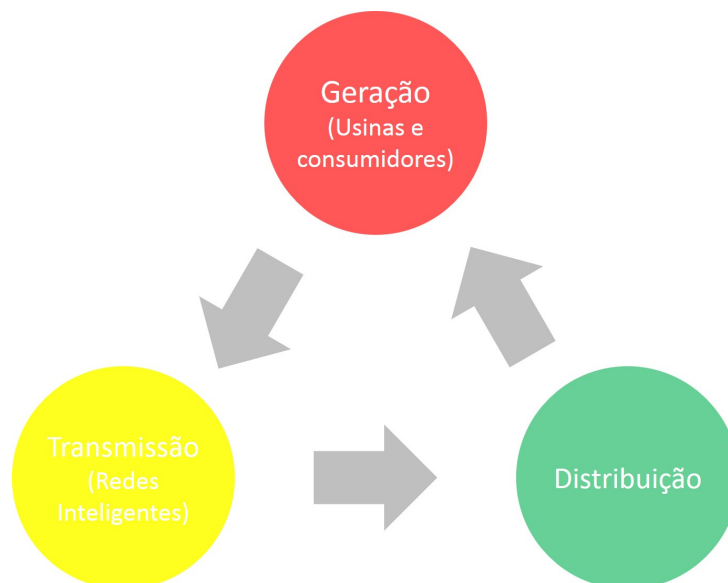 Geração
(Usinas e
consumidores)
Transmissão
(Redes
Inteligentes)
Distribuição